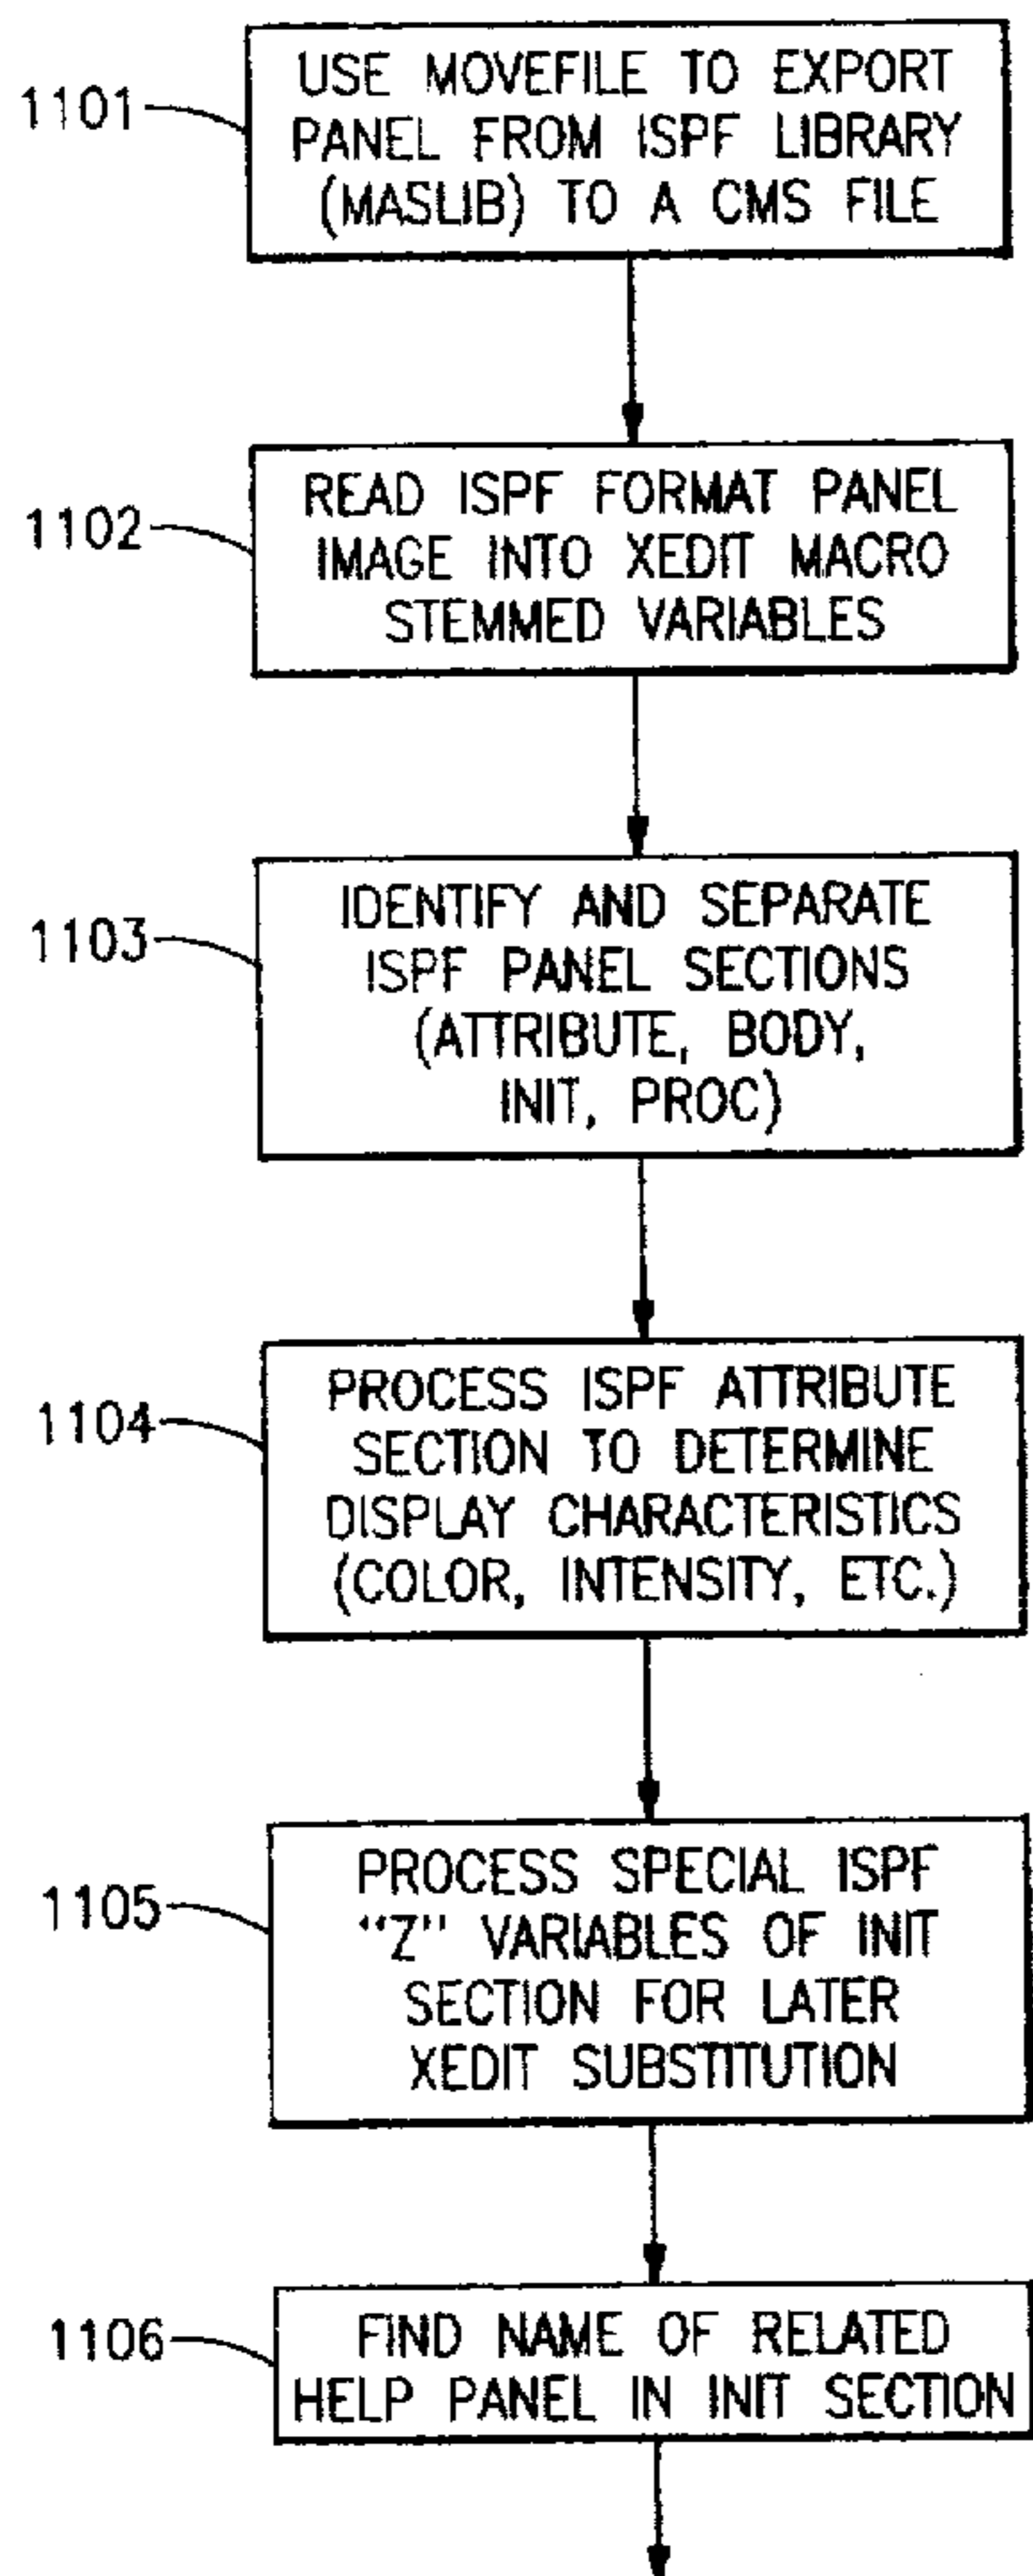 1101
USE MOVEFILE TO EXPORT
PANEL FROM ISPF LIBRARY
(MASLIB) TO A CMS FILE
1102
READ ISPF FORMAT PANEL
IMAGE INTO XEDIT MACRO
STEMMED VARIABLES
1103
IDENTIFY AND SEPARATE
ISPF PANEL SECTIONS
(ATTRIBUTE, BODY,
INIT, PROC)
1104
PROCESS ISPF ATTRIBUTE
SECTION TO DETERMINE
DISPLAY CHARACTERISTICS
(COLOR, INTENSITY, ETC.)
1105
PROCESS SPECIAL ISPF
"Z" VARIABLES OF INIT
SECTION FOR LATER
XEDIT SUBSTITUTION
1106
FIND NAME OF RELATED
HELP PANEL IN INIT SECTION